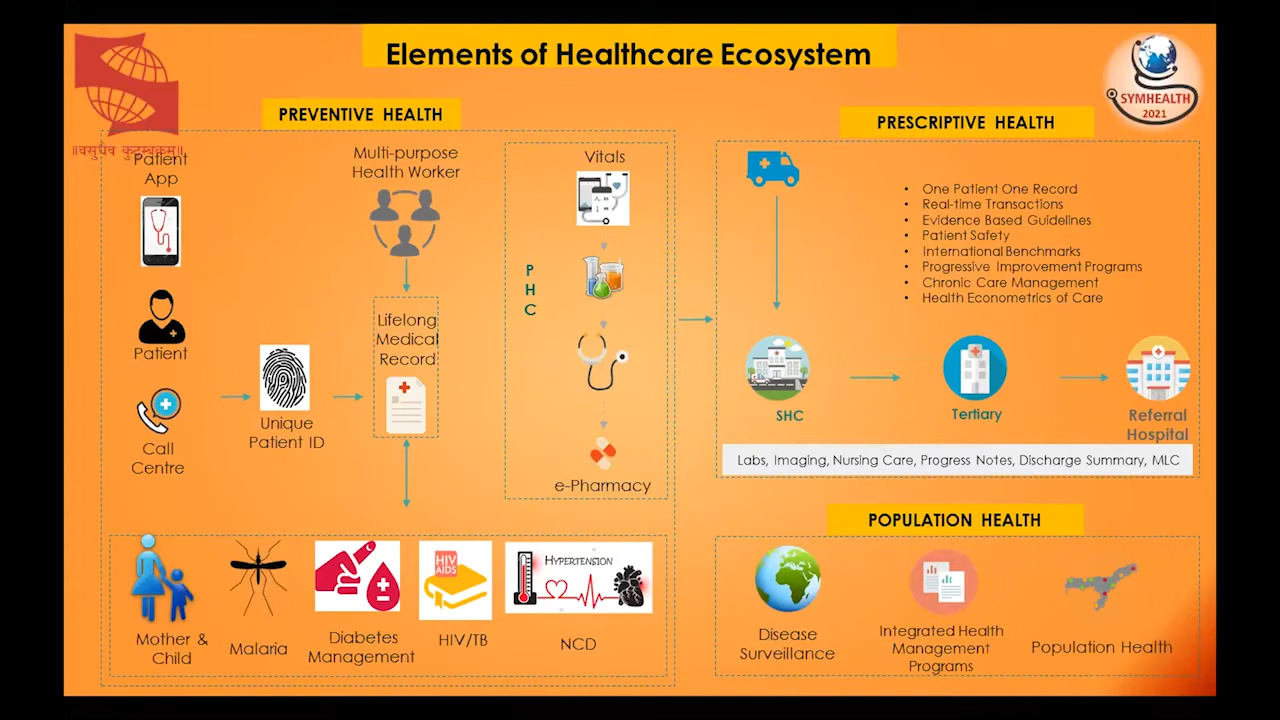 Elements of Healthcare Ecosystem
SYMHEALTH
2021
॥वसुधैव कुटुम्बकम्॥
PREVENTIVE HEALTH
Patient
App
Patient
Call
Centre
Unique
Patient ID
Multi-purpose
Health Worker
Lifelong
Medical
Record
P
H
C
Vitals
e-Pharmacy
Mother &
Child
Malaria
Diabetes
Management
HIV
AIDS
HIV/TB
HYPERTENSION
NCD
PRESCRIPTIVE HEALTH
• One Patient One Record
• Real-time Transactions
• Evidence Based Guidelines
• Patient Safety
• International Benchmarks
• Progressive Improvement Programs
• Chronic Care Management
• Health Econometrics of Care
SHC
Tertiary
Referral
Hospital
Labs, Imaging, Nursing Care, Progress Notes, Discharge Summary, MLC
POPULATION HEALTH
Disease
Surveillance
Integrated Health
Management
Programs
Population Health